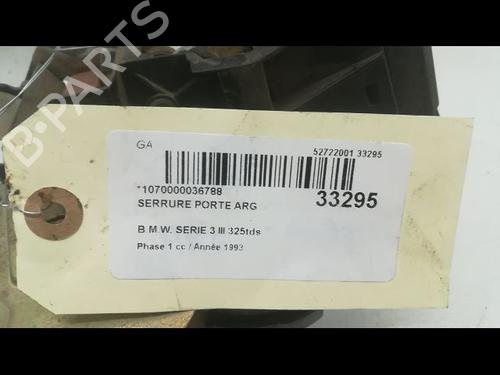 B-PARTS
GA
52722001 33295
*1070000036788
33295
SERRURE PORTE ARG
B.M.W. SERIE 3 III 325tds
Phase 1 cc / Année 1993